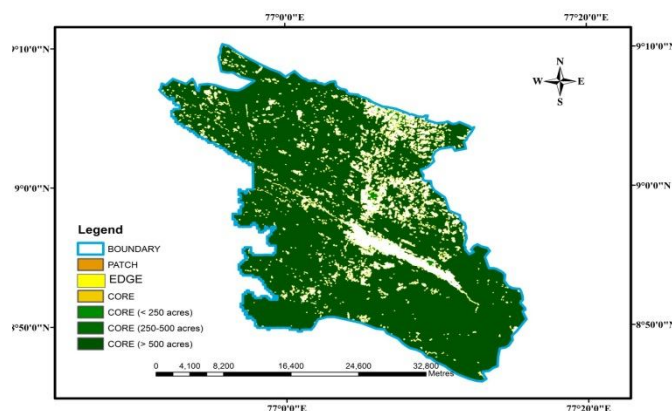 77°0'0"E 77°20'0"E
9°10'0"N 9°10'0"N
N
W E
S
9°0'0"N 9°0'0"N
Legend
BOUNDARY
PATCH
EDGE
CORE
CORE (< 250 acres)
CORE (250-500 acres)
CORE (> 500 acres)
8°50'0"N 8°50'0"N
0 4,100 8,200 16,400 24,600 32,800
Metres
77°0'0"E 77°20'0"E